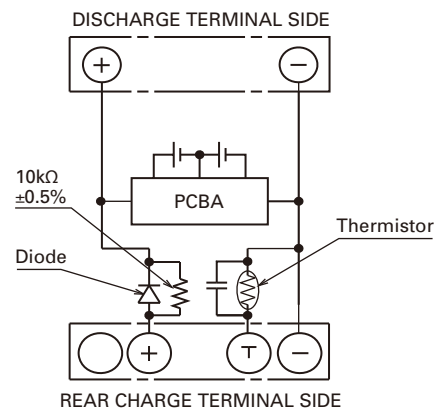 DISCHARGE TERMINAL SIDE
+ −
10kΩ
±0.5%
PCBA
Thermistor
Diode
+ T −
REAR CHARGE TERMINAL SIDE